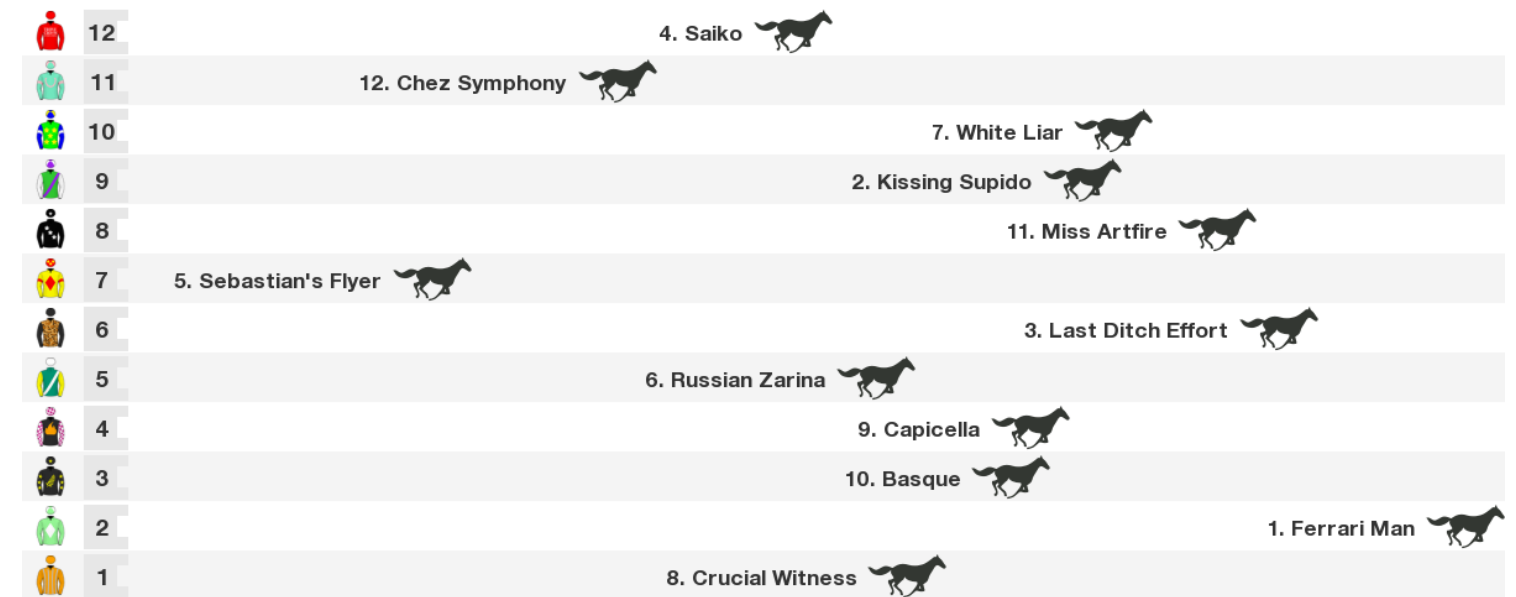 12 4. Saiko
11 12. Chez Symphony
10 7. White Liar
9 2. Kissing Supido
8 11. Miss Artfire
7 5. Sebastian's Flyer
6 3. Last Ditch Effort
5 6. Russian Zarina
4 9. Capicella
3 10. Basque
2 1. Ferrari Man
1 8. Crucial Witness